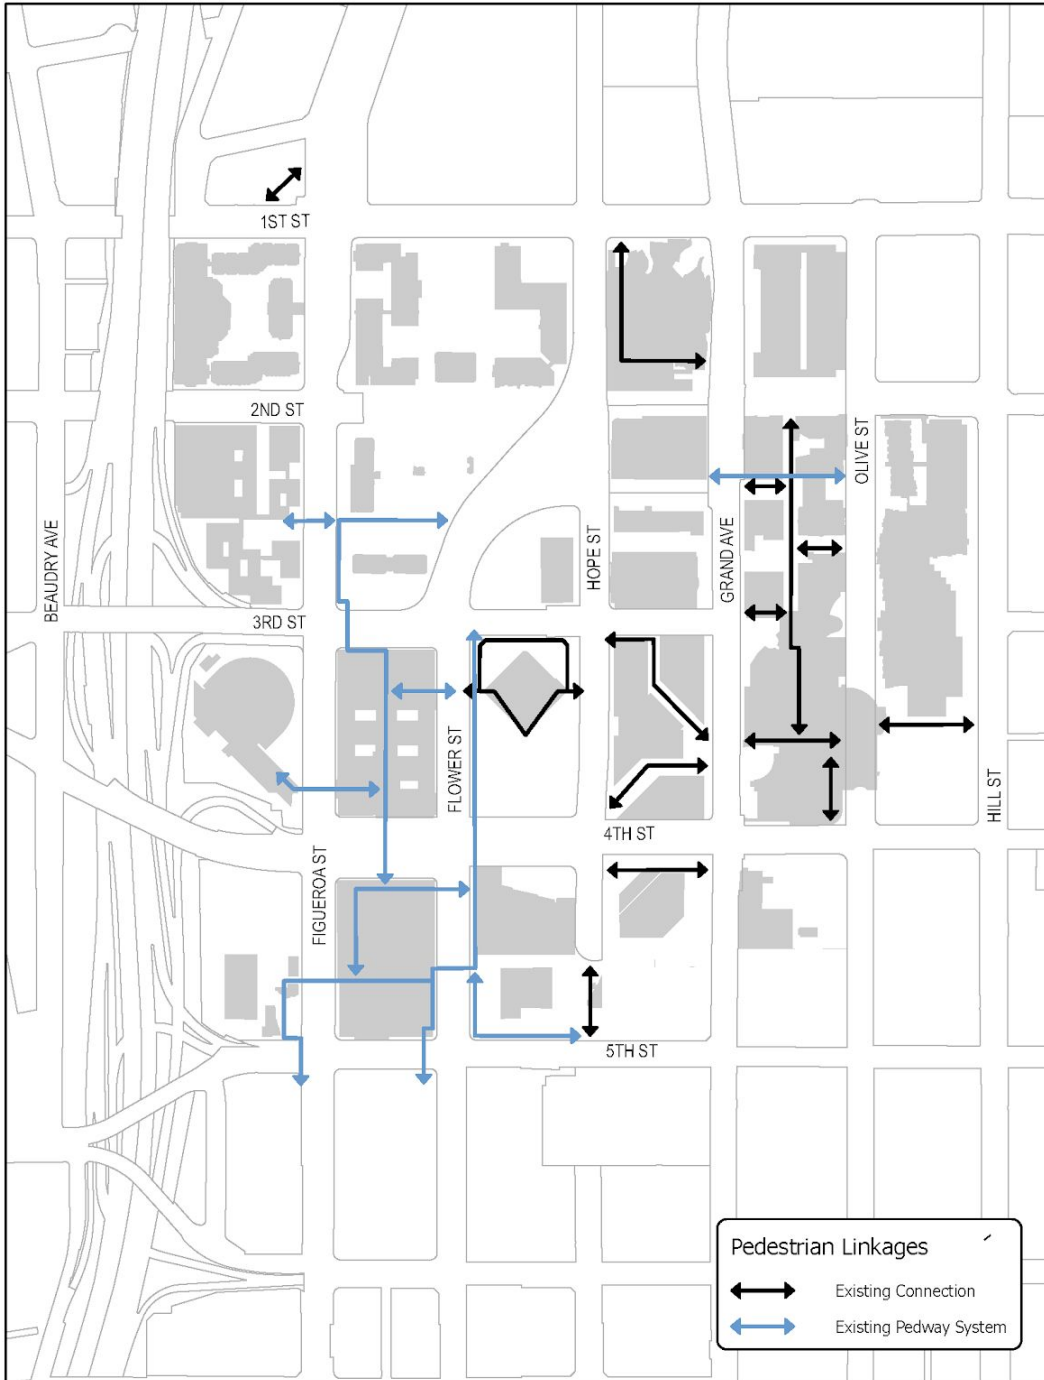 1ST ST
2ND ST
OLIVE ST
BEAUDRY AVE
HOPE ST
GRAND AVE
3RD ST
FLOWER ST
HILL ST
4TH ST
FIGUEROA ST
5TH ST
Pedestrian Linkages
Existing Connection
Existing Pedway System